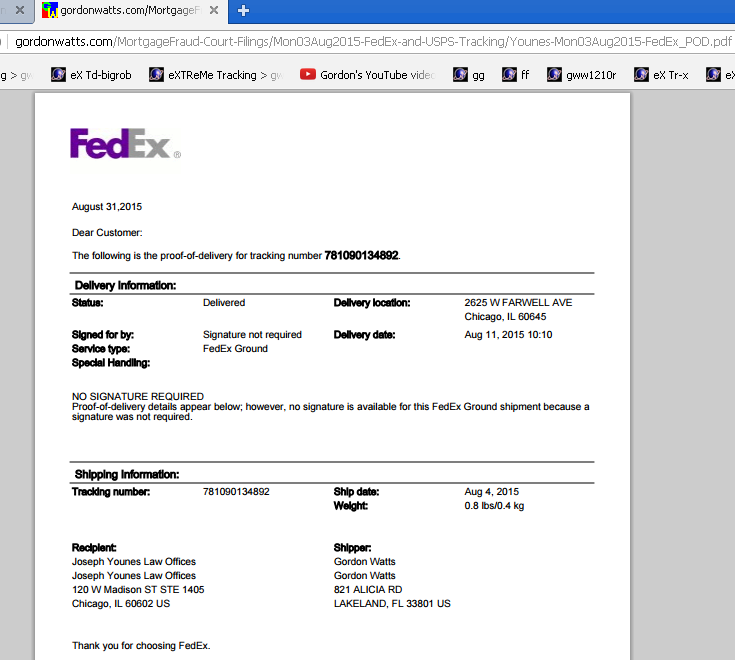 gordonwatts.com/MortgageF
gordonwatts.com/MortgageFraud-Court-Filings/Mon03Aug2015-FedEx-and-USPS-Tracking/Younes-Mon03Aug2015-FedEx_POD.pdf
g > gw eX Td-bigrob eXTReMe Tracking > gw Gordon's YouTube video gg ff gww1210r eX Tr-x eX
FedEx®
August 31,2015
Dear Customer:
The following is the proof-of-delivery for tracking number 781090134892.
Delivery Information:
Status: Delivered Delivery location: 2625 W FARWELL AVE
Chicago, IL 60645
Signed for by: Signature not required Delivery date: Aug 11, 2015 10:10
Service type: FedEx Ground
Special Handling:
NO SIGNATURE REQUIRED
Proof-of-delivery details appear below; however, no signature is available for this FedEx Ground shipment because a
signature was not required.
Shipping Information:
Tracking number: 781090134892 Ship date: Aug 4, 2015
Weight: 0.8 lbs/0.4 kg
Recipient: Shipper:
Joseph Younes Law Offices Gordon Watts
Joseph Younes Law Offices Gordon Watts
120 W Madison ST STE 1405 821 ALICIA RD
Chicago, IL 60602 US LAKELAND, FL 33801 US
Thank you for choosing FedEx.